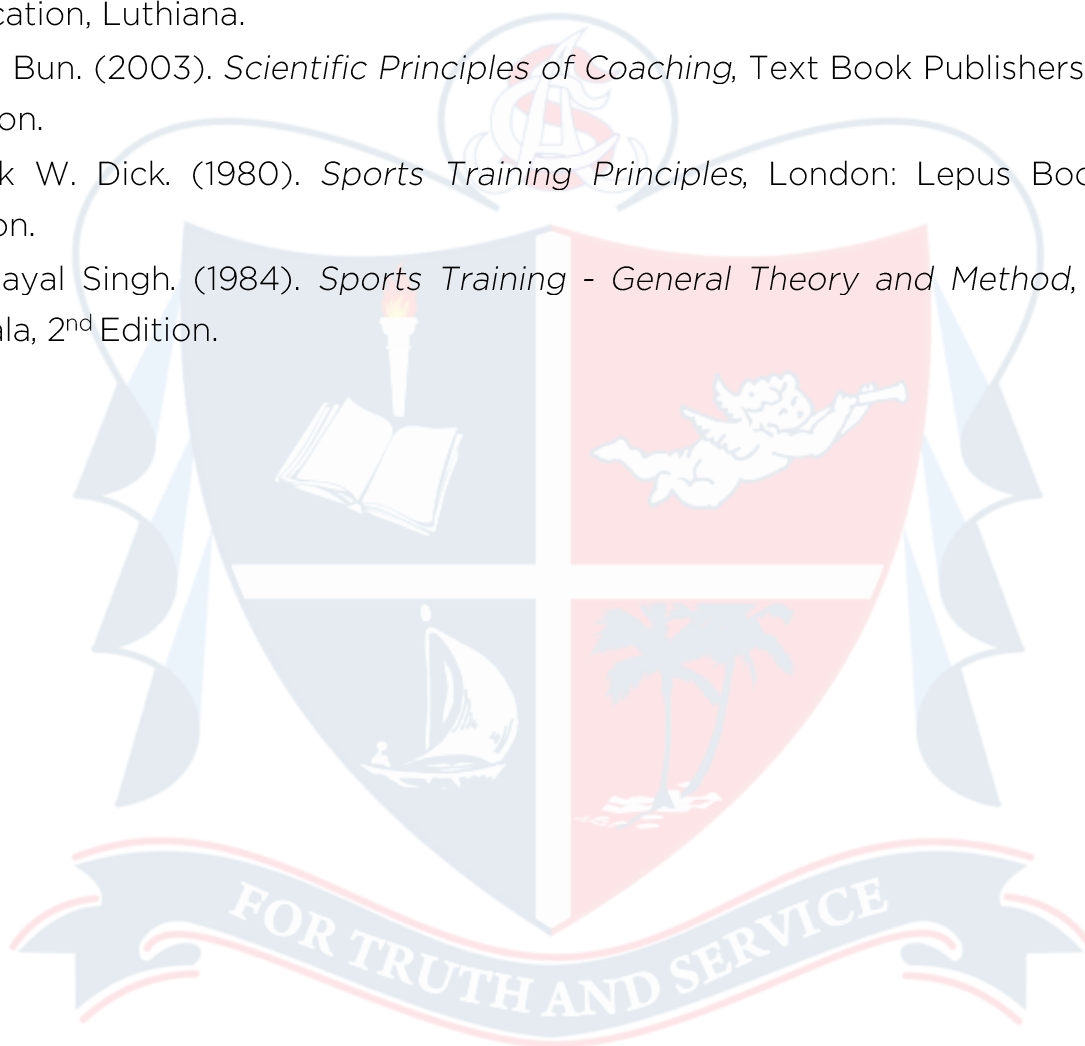 cation, Luthiana.
Bun. (2003). Scientific Principles of Coaching, Text Book Publishers
on.
k W. Dick. (1980). Sports Training Principles, London: Lepus Boo
on.
ayal Singh. (1984). Sports Training - General Theory and Method,
ala, 2nd Edition.
FOR TRUTH AND SERVICE